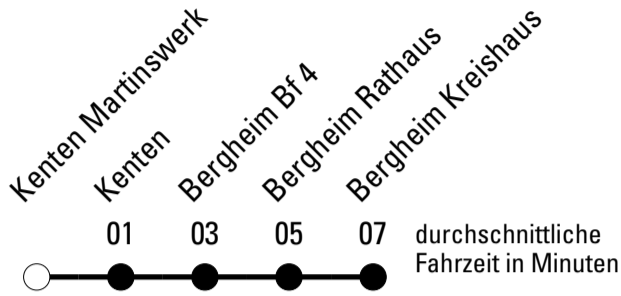 Kenten Martinswerk
Kenten
Bergheim Bf 4
Bergheim Rathaus
Bergheim Kreishaus
01 03 05 07
durchschnittliche
Fahrzeit in Minuten